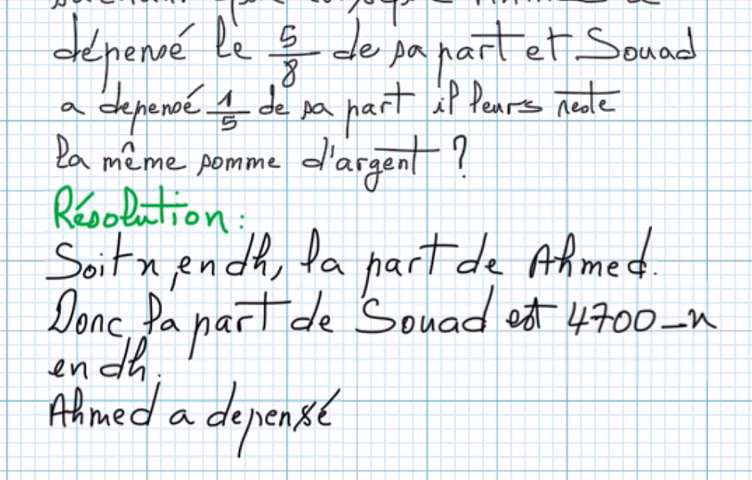 dépensé le 5/8 de sa part et Souad
a depensé 1/5 de sa part il leurs reste
la même somme d'argent ?
Résolution:
Soit x, en dh, la part de Ahmed.
Donc la part de Souad est 4700-x
en dh.
Ahmed a depensé